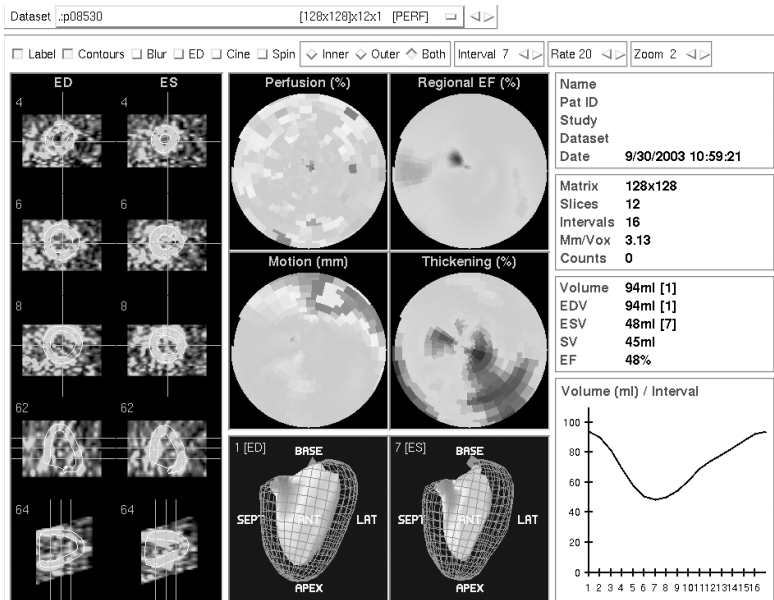 Dataset .:p08530 [128x128]x12x1 [PERF]
Label Contours Blur ED Cine Spin Inner Outer Both Interval 7 Rate 20 Zoom 2
ED ES
4 4
6 6
8 8
62 62
64 64
Perfusion (%) Regional EF (%)
Motion (mm) Thickening (%)
1 [ED] BASE
SEPT ANT LAT
APEX
7 [ES] BASE
SEPT ANT LAT
APEX
Name
Pat ID
Study
Dataset
Date 9/30/2003 10:59:21
Matrix 128x128
Slices 12
Intervals 16
Mm/Vox 3.13
Counts 0
Volume 94ml [1]
EDV 94ml [1]
ESV 48ml [7]
SV 45ml
EF 48%
Volume (ml) / Interval
100
80
60
40
20
0
1 2 3 4 5 6 7 8 9 10 11 12 13 14 15 16